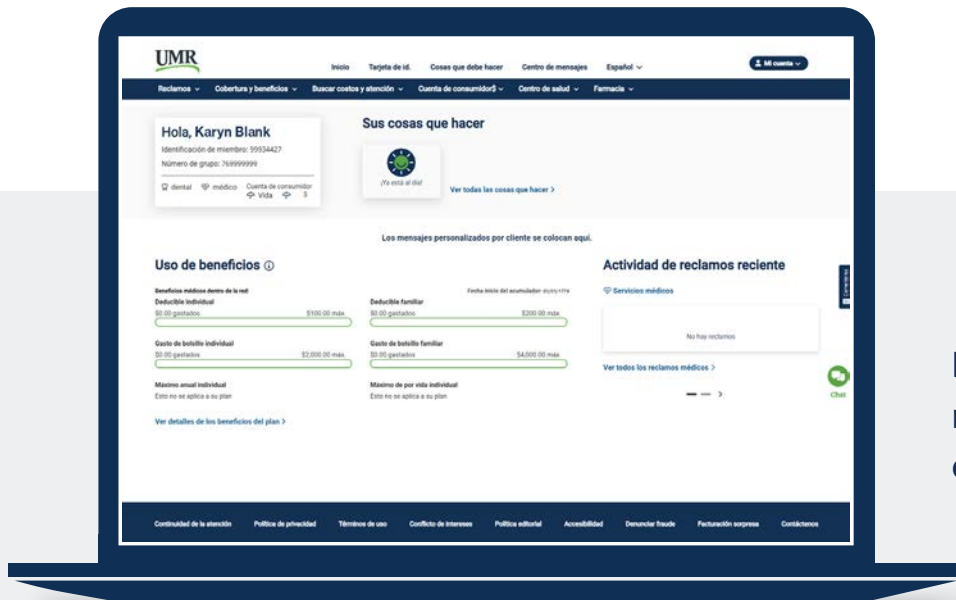 UMR
Inicio Tarjeta de id. Cosas que debe hacer Centro de mensajes Español
Mi cuenta
Reclamos Cobertura y beneficios Buscar costos y atención Cuenta de consumidor$ Centro de salud Farmacia
Hola, Karyn Blank
Identificación de miembro: 99934427
Número de grupo: 769999999
dental médico Cuenta de consumidor
Vida 3
Sus cosas que hacer
¡Ya está al día!
Ver todas las cosas que hacer >
Los mensajes personalizados por cliente se colocan aquí.
Uso de beneficios
Beneficios médicos dentro de la red
Fecha inicio del acumulador:
Deducible individual
$0.00 gastados $100.00 máx.
Deducible familiar
$0.00 gastados $200.00 máx.
Gasto de bolsillo individual
$0.00 gastados $2,000.00 máx.
Gasto de bolsillo familiar
$0.00 gastados $4,000.00 máx.
Máximo anual individual
Esto no se aplica a su plan
Máximo de por vida individual
Esto no se aplica a su plan
Ver detalles de los beneficios del plan >
Actividad de reclamos reciente
Servicios médicos
No hay reclamos
Ver todos los reclamos médicos >
Comentarios
Chat
Continuidad de la atención Política de privacidad Términos de uso Conflicto de intereses Política editorial Accesibilidad Denunciar fraude Facturación sorpresa Contáctenos